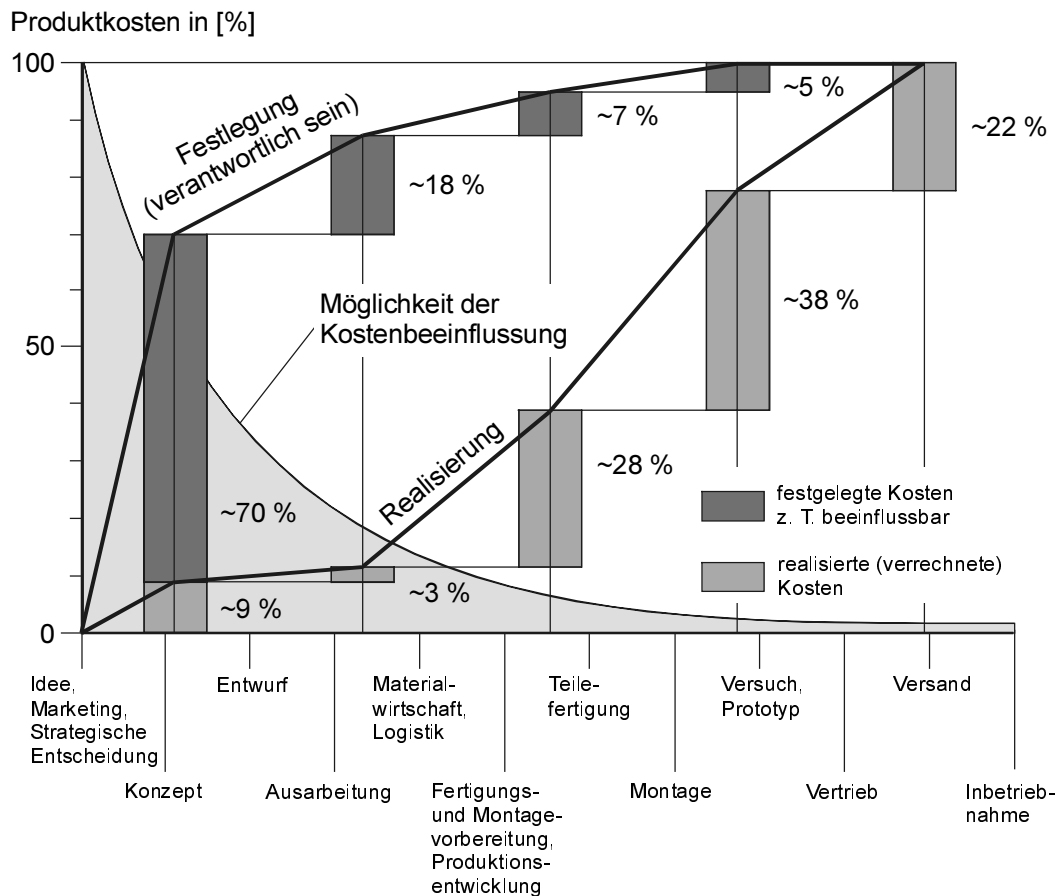 Produktkosten in [%]
100
50
0
Festlegung
(verantwortlich sein)
~18 %
~7 %
~5 %
~22 %
Möglichkeit der
Kostenbeeinflussung
~38 %
Realisierung
~28 %
~70 %
~9 %
~3 %
festgelegte Kosten
z. T. beeinflussbar
realisierte (verrechnete)
Kosten
Idee,
Marketing,
Strategische
Entscheidung
Konzept
Entwurf
Ausarbeitung
Material-
wirtschaft,
Logistik
Fertigungs-
und Montage-
vorbereitung,
Produktions-
entwicklung
Teile-
fertigung
Montage
Versuch,
Prototyp
Vertrieb
Versand
Inbetrieb-
nahme